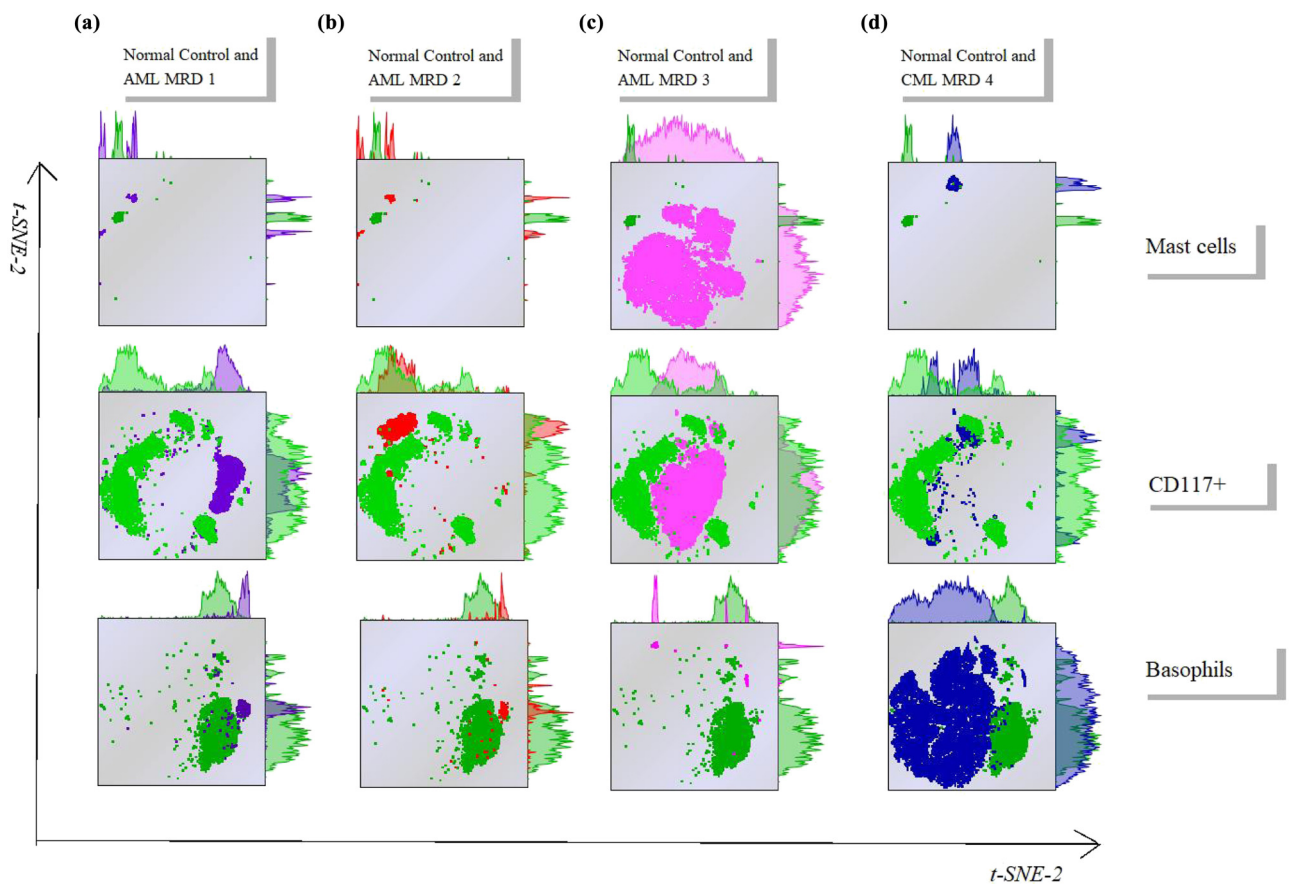 (a)
(b)
(c)
(d)
Normal Control and
AML MRD 1
Normal Control and
AML MRD 2
Normal Control and
AML MRD 3
Normal Control and
CML MRD 4
t-SNE-2
Mast cells
CD117+
Basophils
t-SNE-2